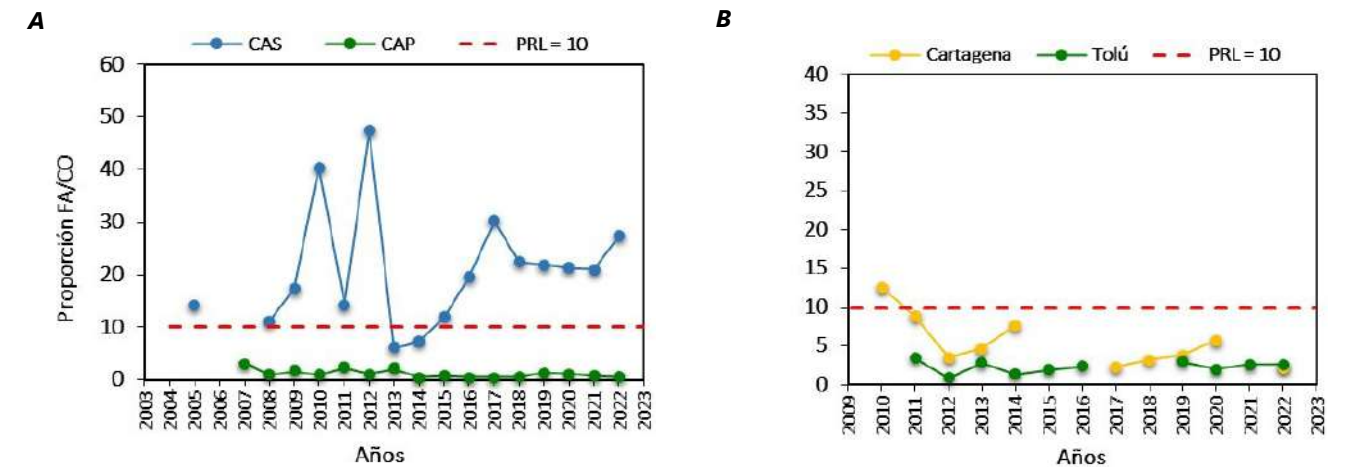 A
CAS CAP PRL = 10
60
50
40
30
20
10
0
Proporción FA/CO
2003 2004 2005 2006 2007 2008 2009 2010 2011 2012 2013 2014 2015 2016 2017 2018 2019 2020 2021 2022 2023
Años
B
Cartagena Tolú PRL = 10
40
35
30
25
20
15
10
5
0
2009 2010 2011 2012 2013 2014 2015 2016 2017 2018 2019 2020 2021 2022 2023
Años